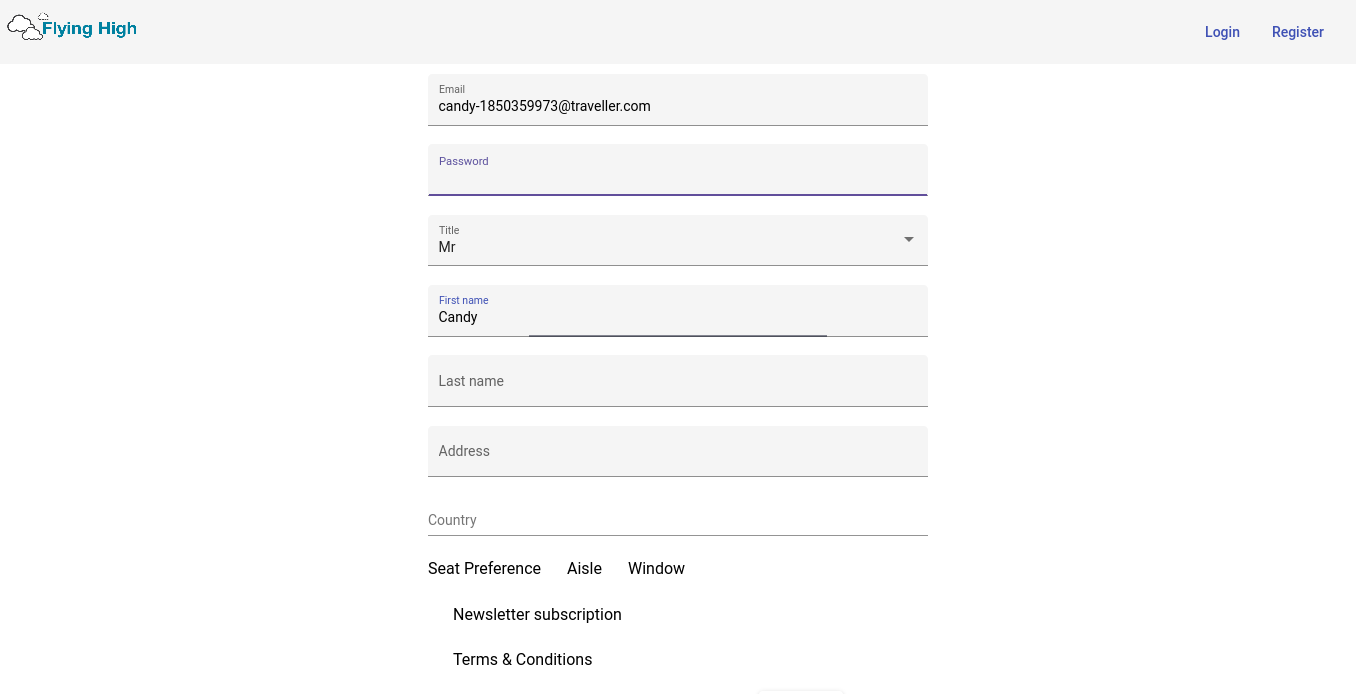 Flying High
Login Register
Email
candy-1850359973@traveller.com
Password
Title
Mr
First name
Candy
Last name
Address
Country
Seat Preference Aisle Window
Newsletter subscription
Terms & Conditions